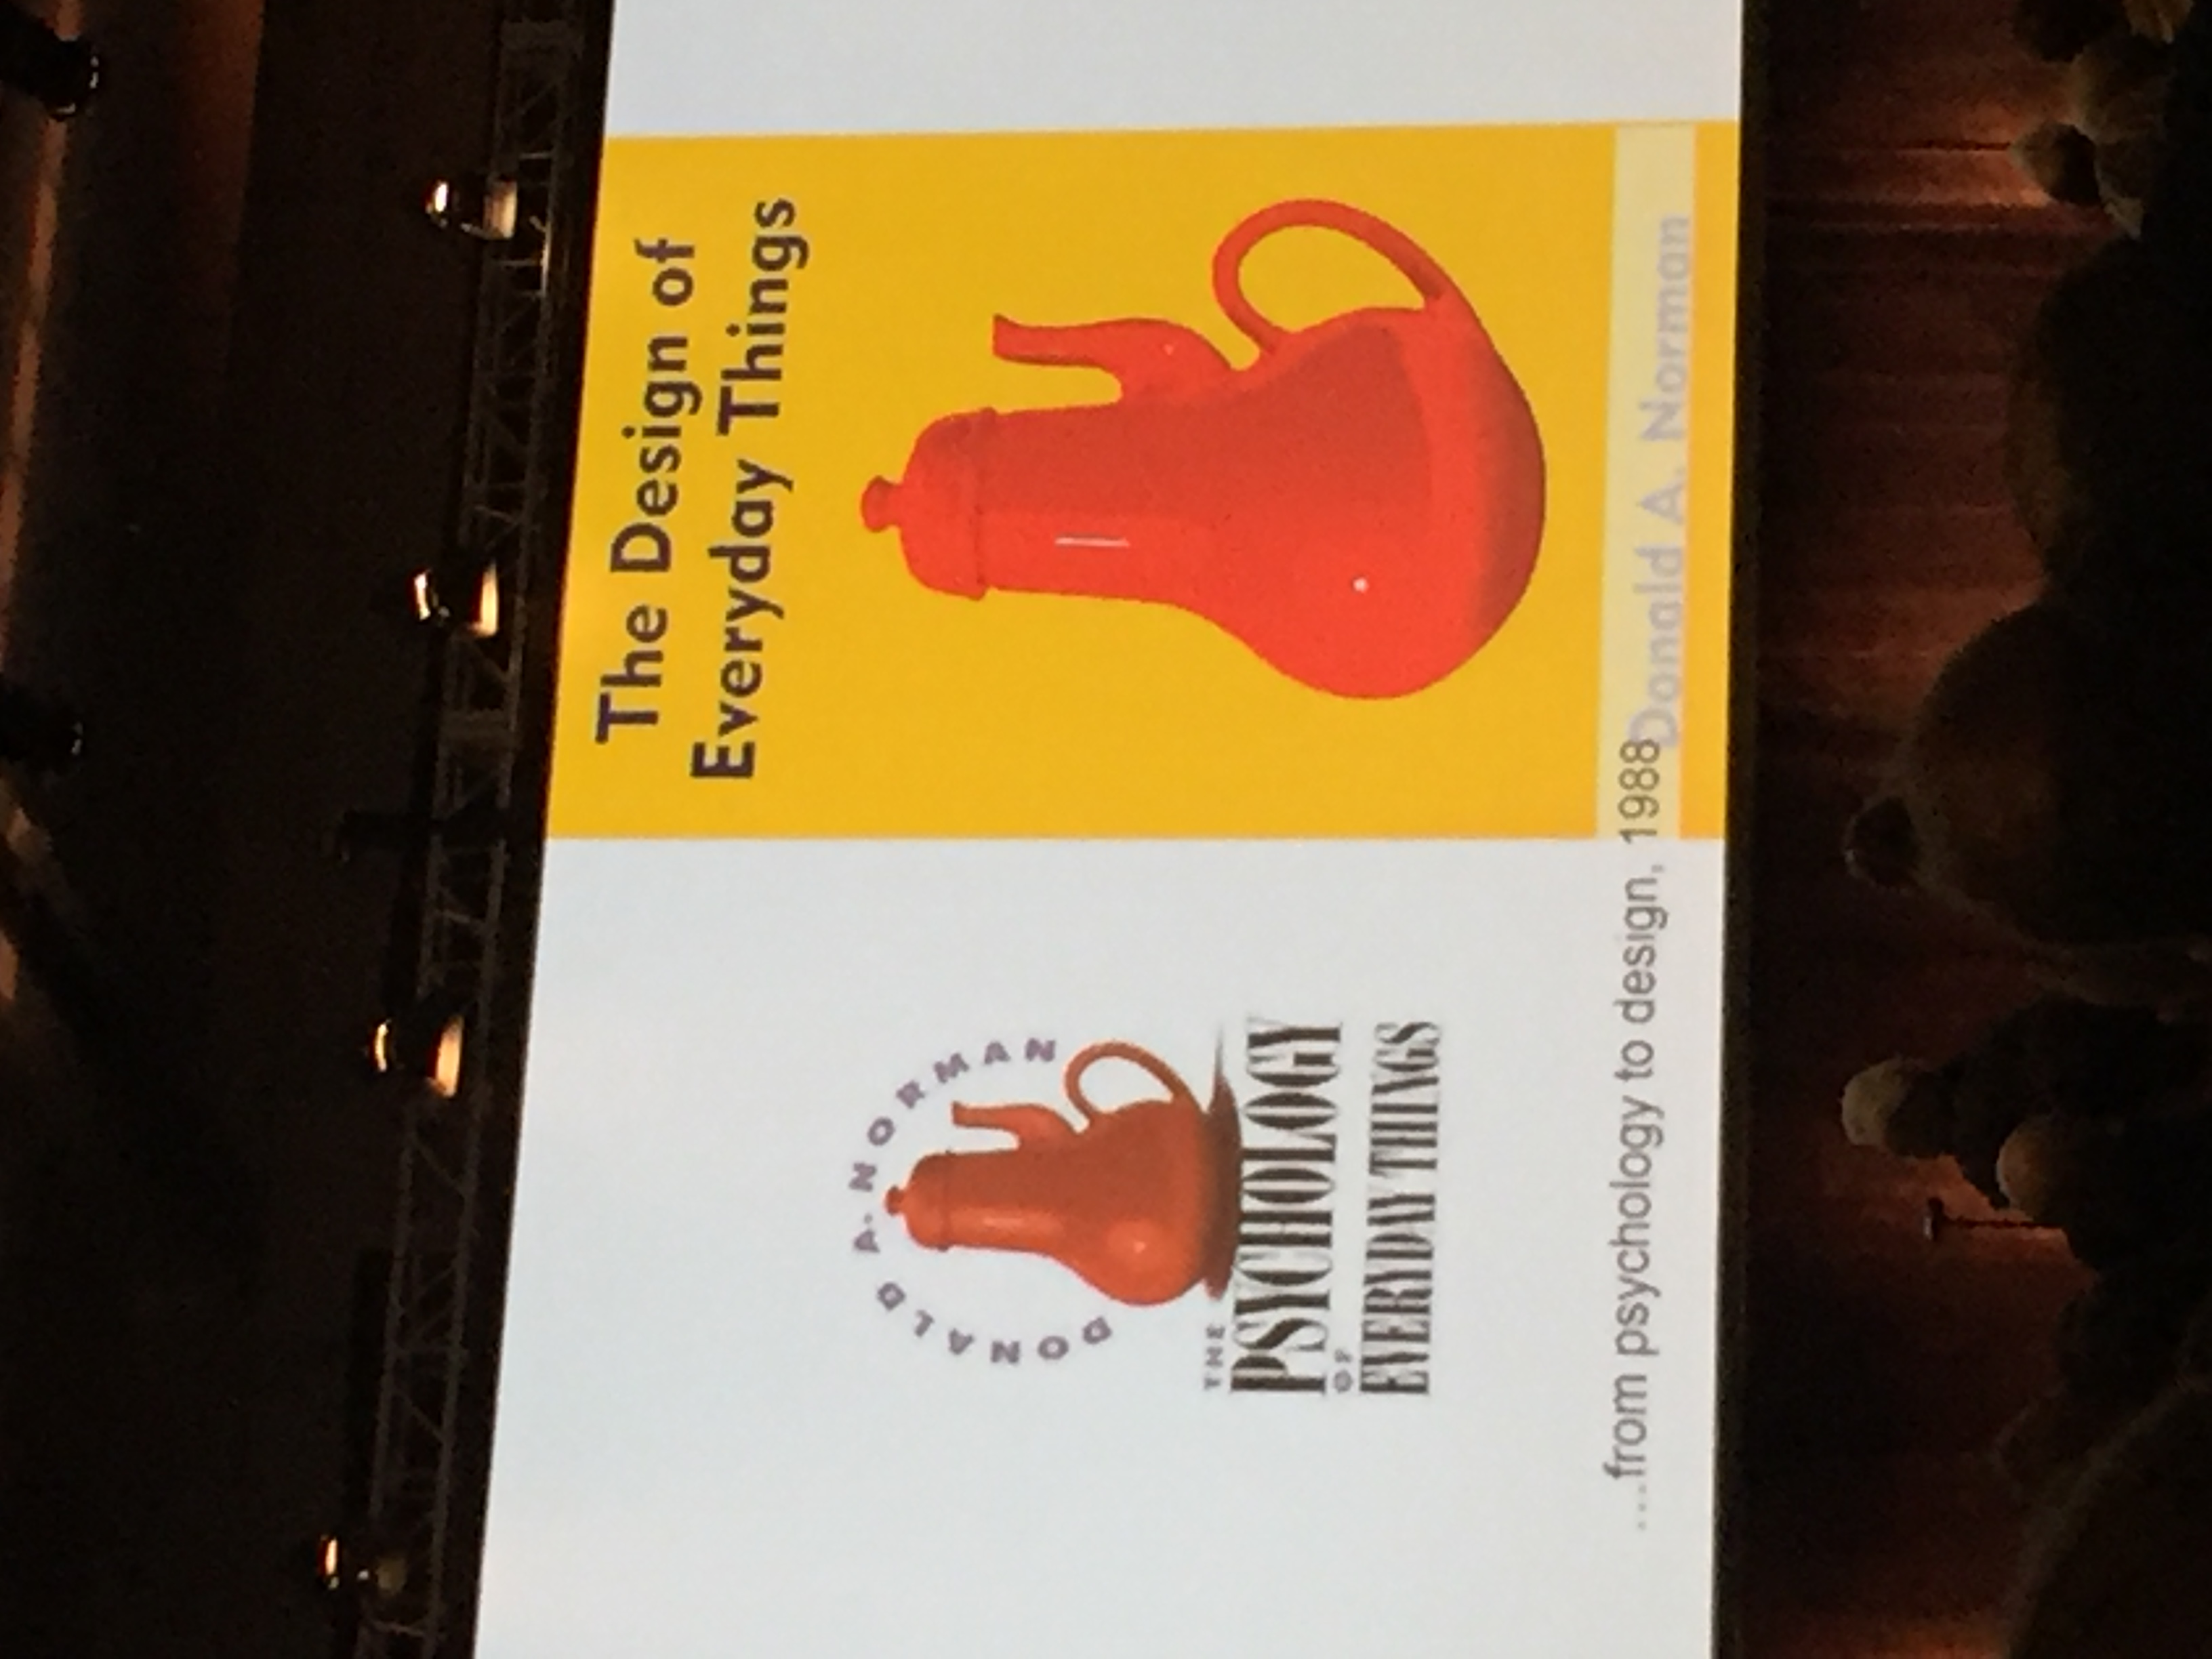 DONALD A. NORMAN
THE
PSYCHOLOGY
OF
EVERYDAY THINGS
The Design of
Everyday Things
Donald A. Norman
...from psychology to design, 1988